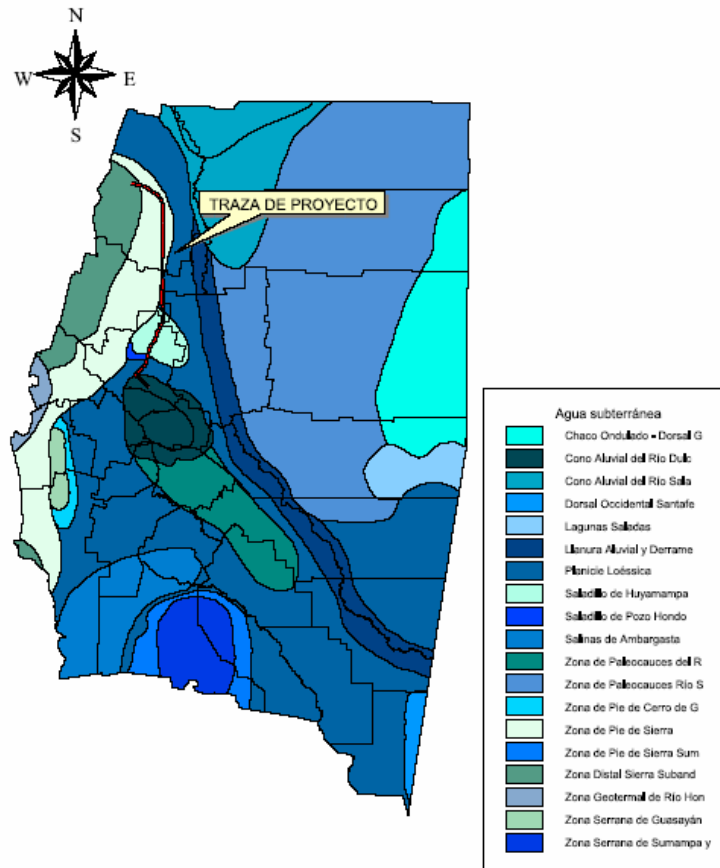 N
W E
S
TRAZA DE PROYECTO
Agua subterránea
Chaco Ondulado - Dorsal G
Cono Aluvial del Río Dulc
Cono Aluvial del Río Sala
Dorsal Occidental Santafe
Lagunas Saladas
Llanura Aluvial y Derrame
Planicie Loéssica
Saladillo de Huyamampa
Saladillo de Pozo Hondo
Salinas de Ambargasta
Zona de Paleocauces del R
Zona de Paleocauces Río S
Zona de Pie de Cerro de G
Zona de Pie de Sierra
Zona de Pie de Sierra Sum
Zona Distal Sierra Suband
Zona Geotermal de Río Hon
Zona Serrana de Guasayán
Zona Serrana de Sumampa y